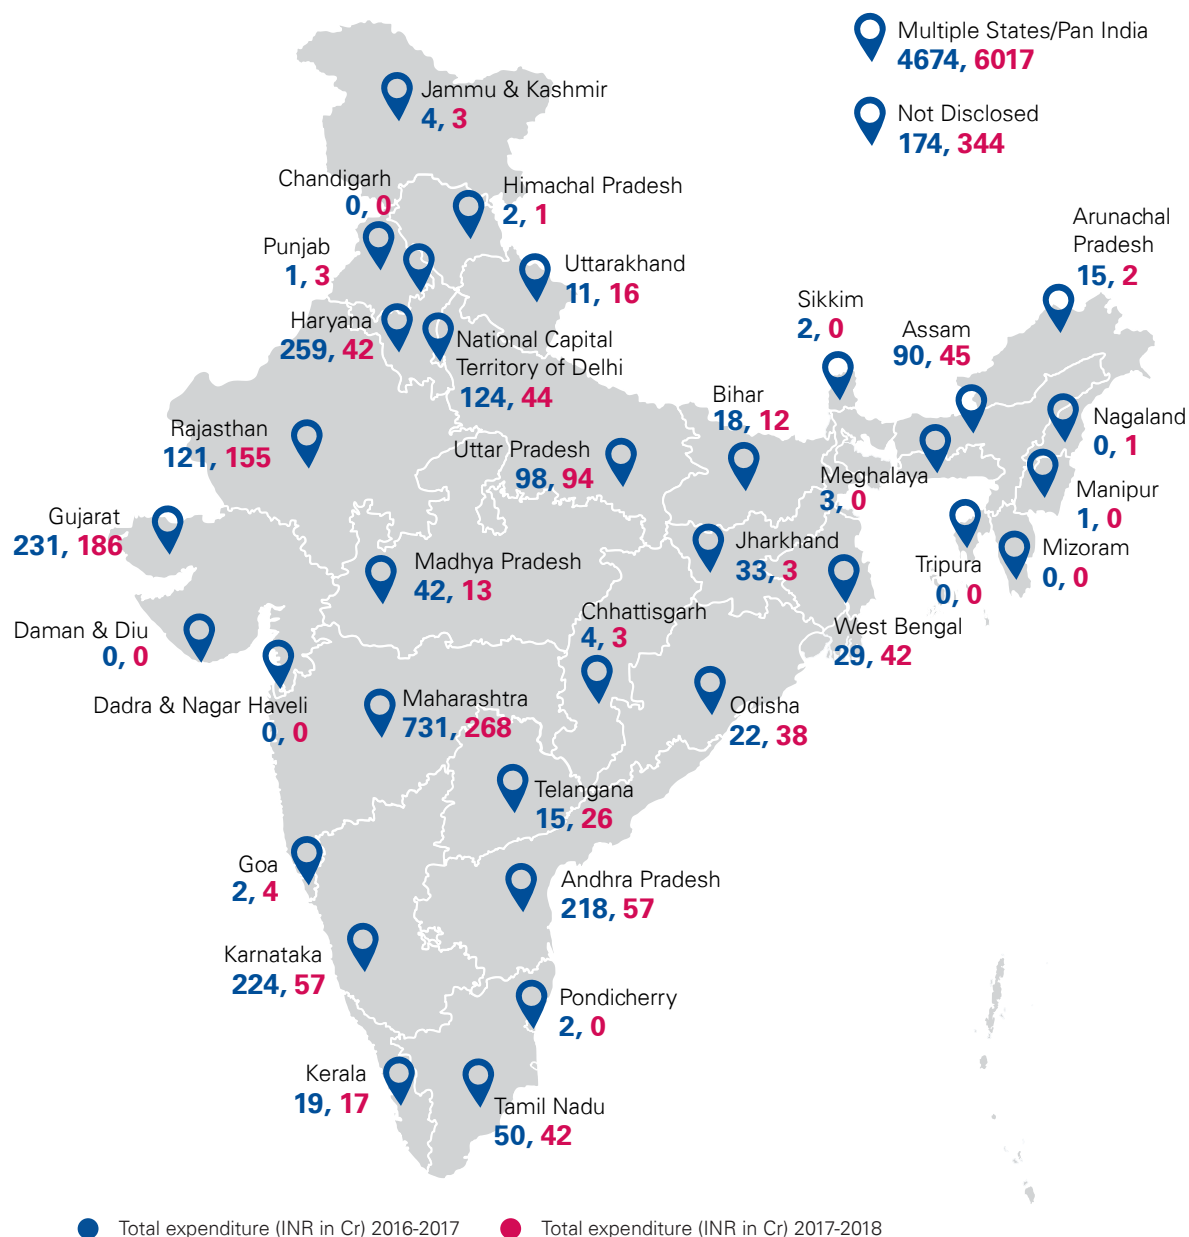 Multiple States/Pan India
4674, 6017
Not Disclosed
174, 344
Jammu & Kashmir
4, 3
Chandigarh
0, 0
Himachal Pradesh
2, 1
Punjab
1, 3
Uttarakhand
11, 16
Arunachal
Pradesh
15, 2
Sikkim
2, 0
Haryana
259, 42
National Capital
Territory of Delhi
124, 44
Assam
90, 45
Bihar
18, 12
Nagaland
0, 1
Rajasthan
121, 155
Uttar Pradesh
98, 94
Meghalaya
3, 0
Manipur
1, 0
Gujarat
231, 186
Madhya Pradesh
42, 13
Jharkhand
33, 3
Tripura
0, 0
Mizoram
0, 0
Chhattisgarh
4, 3
West Bengal
29, 42
Daman & Diu
0, 0
Dadra & Nagar Haveli
0, 0
Maharashtra
731, 268
Odisha
22, 38
Telangana
15, 26
Goa
2, 4
Andhra Pradesh
218, 57
Karnataka
224, 57
Pondicherry
2, 0
Kerala
19, 17
Tamil Nadu
50, 42
Total expenditure (INR in Cr) 2016-2017
Total expenditure (INR in Cr) 2017-2018